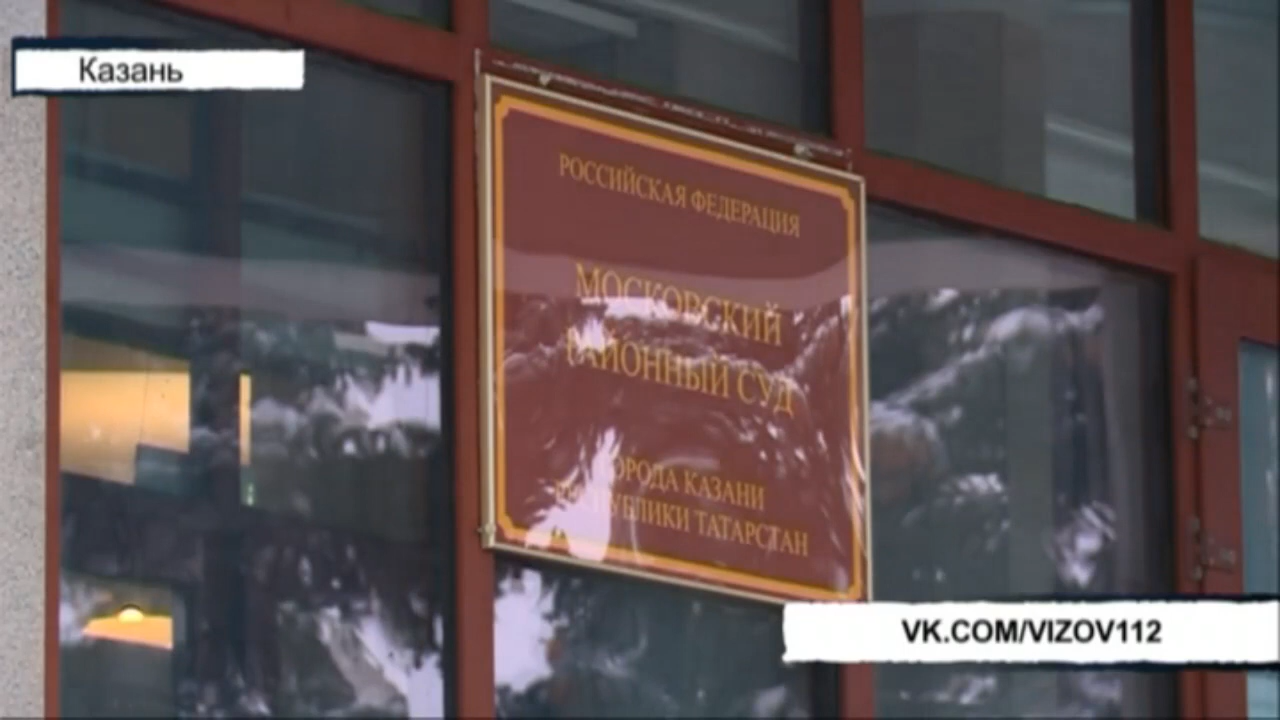 Казань
РОССИЙСКАЯ ФЕДЕРАЦИЯ
МОСКОВСКИЙ
РАЙОННЫЙ СУД
ГОРОДА КАЗАНИ
РЕСПУБЛИКИ ТАТАРСТАН
VK.COM/VIZOV112